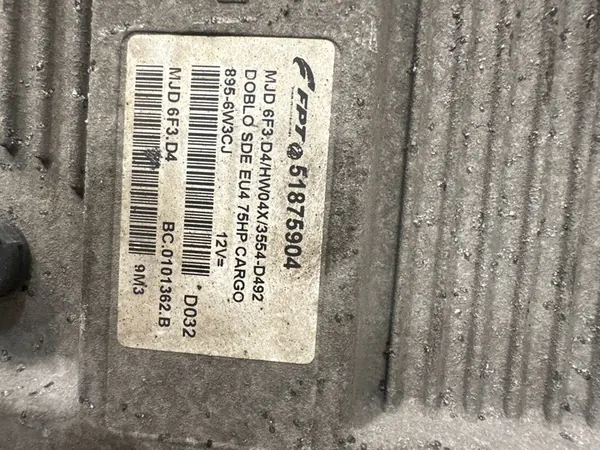 FPT 51875904
MJD 6F3.D4/HW04X/3554-D492
DOBLO SDE EU4 75HP CARGO
895-6W3CJ 12V=
D032
MJD 6F3.D4 BC.0101362.B
9M3